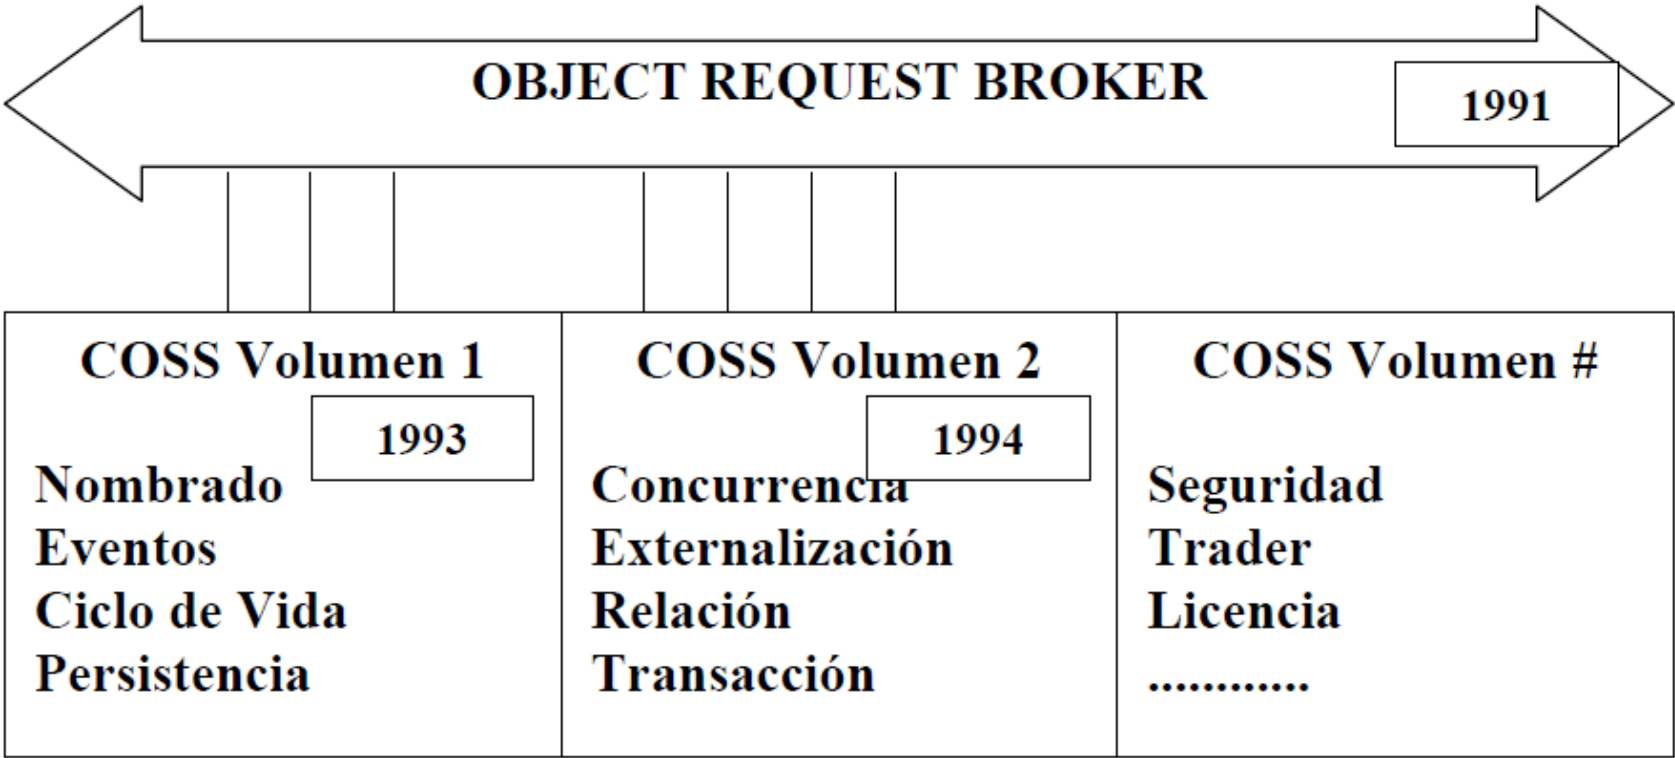 OBJECT REQUEST BROKER
1991
COSS Volumen 1
1993
Nombrado
Eventos
Ciclo de Vida
Persistencia
COSS Volumen 2
1994
Concurrencia
Externalización
Relación
Transacción
COSS Volumen #
Seguridad
Trader
Licencia
............